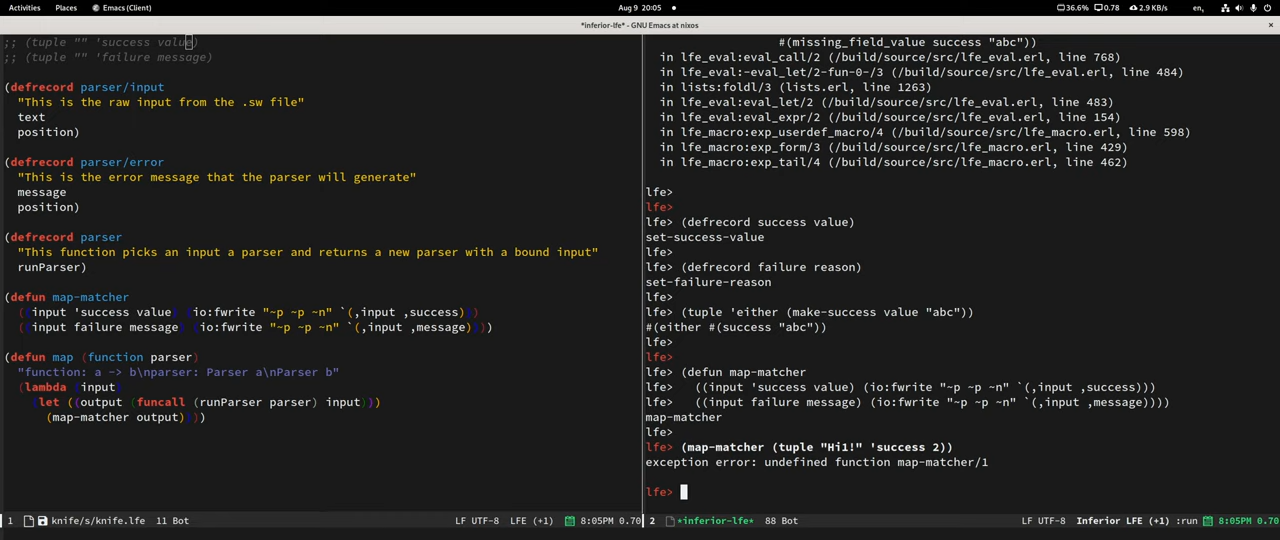 Activities Places Emacs (Client) Aug 9 20:05 36.6% 0.78 2.9 KB/s en,
*inferior-lfe* - GNU Emacs at nixos
;; (tuple "" 'success value)
;; (tuple "" 'failure message)
(defrecord parser/input
"This is the raw input from the .sw file"
text
position)
(defrecord parser/error
"This is the error message that the parser will generate"
message
position)
(defrecord parser
"This function picks an input a parser and returns a new parser with a bound input"
runParser)
(defun map-matcher
((input 'success value) (io:fwrite "~p ~p ~n" `(,input ,success)))
((input failure message) (io:fwrite "~p ~p ~n" `(,input ,message))))
(defun map (function parser)
"function: a -> b\nparser: Parser a\nParser b"
(lambda (input)
(let ((output (funcall (runParser parser) input)))
(map-matcher output))))
1 knife/s/knife.lfe 11 Bot LF UTF-8 LFE (+1) 8:05PM 0.70
#(missing_field_value success "abc"))
in lfe_eval:eval_call/2 (/build/source/src/lfe_eval.erl, line 768)
in lfe_eval:-eval_let/2-fun-0-/3 (/build/source/src/lfe_eval.erl, line 484)
in lists:foldl/3 (lists.erl, line 1263)
in lfe_eval:eval_let/2 (/build/source/src/lfe_eval.erl, line 483)
in lfe_eval:eval_expr/2 (/build/source/src/lfe_eval.erl, line 154)
in lfe_macro:exp_userdef_macro/4 (/build/source/src/lfe_macro.erl, line 598)
in lfe_macro:exp_form/3 (/build/source/src/lfe_macro.erl, line 429)
in lfe_macro:exp_tail/4 (/build/source/src/lfe_macro.erl, line 462)
lfe>
lfe>
lfe> (defrecord success value)
set-success-value
lfe>
lfe> (defrecord failure reason)
set-failure-reason
lfe>
lfe> (tuple 'either (make-success value "abc"))
#(either #(success "abc"))
lfe>
lfe>
lfe> (defun map-matcher
lfe> ((input 'success value) (io:fwrite "~p ~p ~n" `(,input ,success)))
lfe> ((input failure message) (io:fwrite "~p ~p ~n" `(,input ,message))))
map-matcher
lfe>
lfe> (map-matcher (tuple "Hi1!" 'success 2))
exception error: undefined function map-matcher/1
lfe>
2 *inferior-lfe* 88 Bot LF UTF-8 Inferior LFE (+1) :run 8:05PM 0.70